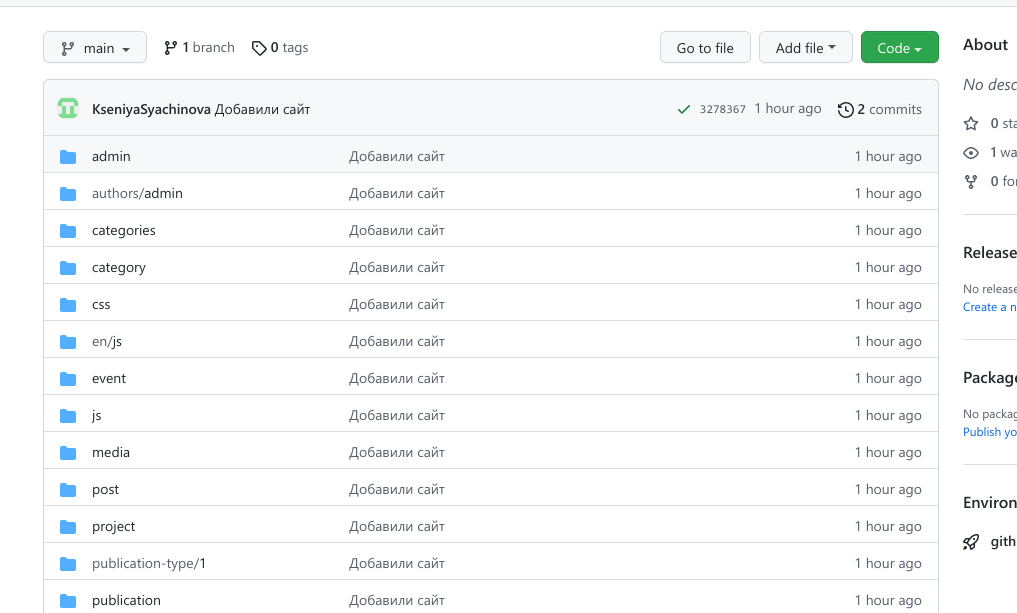 main
1 branch
0 tags
Go to file
Add file
Code
KseniyaSyachinova Добавили сайт
3278367 1 hour ago
2 commits
admin Добавили сайт 1 hour ago
authors/admin Добавили сайт 1 hour ago
categories Добавили сайт 1 hour ago
category Добавили сайт 1 hour ago
css Добавили сайт 1 hour ago
en/js Добавили сайт 1 hour ago
event Добавили сайт 1 hour ago
js Добавили сайт 1 hour ago
media Добавили сайт 1 hour ago
post Добавили сайт 1 hour ago
project Добавили сайт 1 hour ago
publication-type/1 Добавили сайт 1 hour ago
publication Добавили сайт 1 hour ago
About
No desc
0 sta
1 wa
0 for
Release
No release
Create a n
Package
No packag
Publish yo
Environ
gith